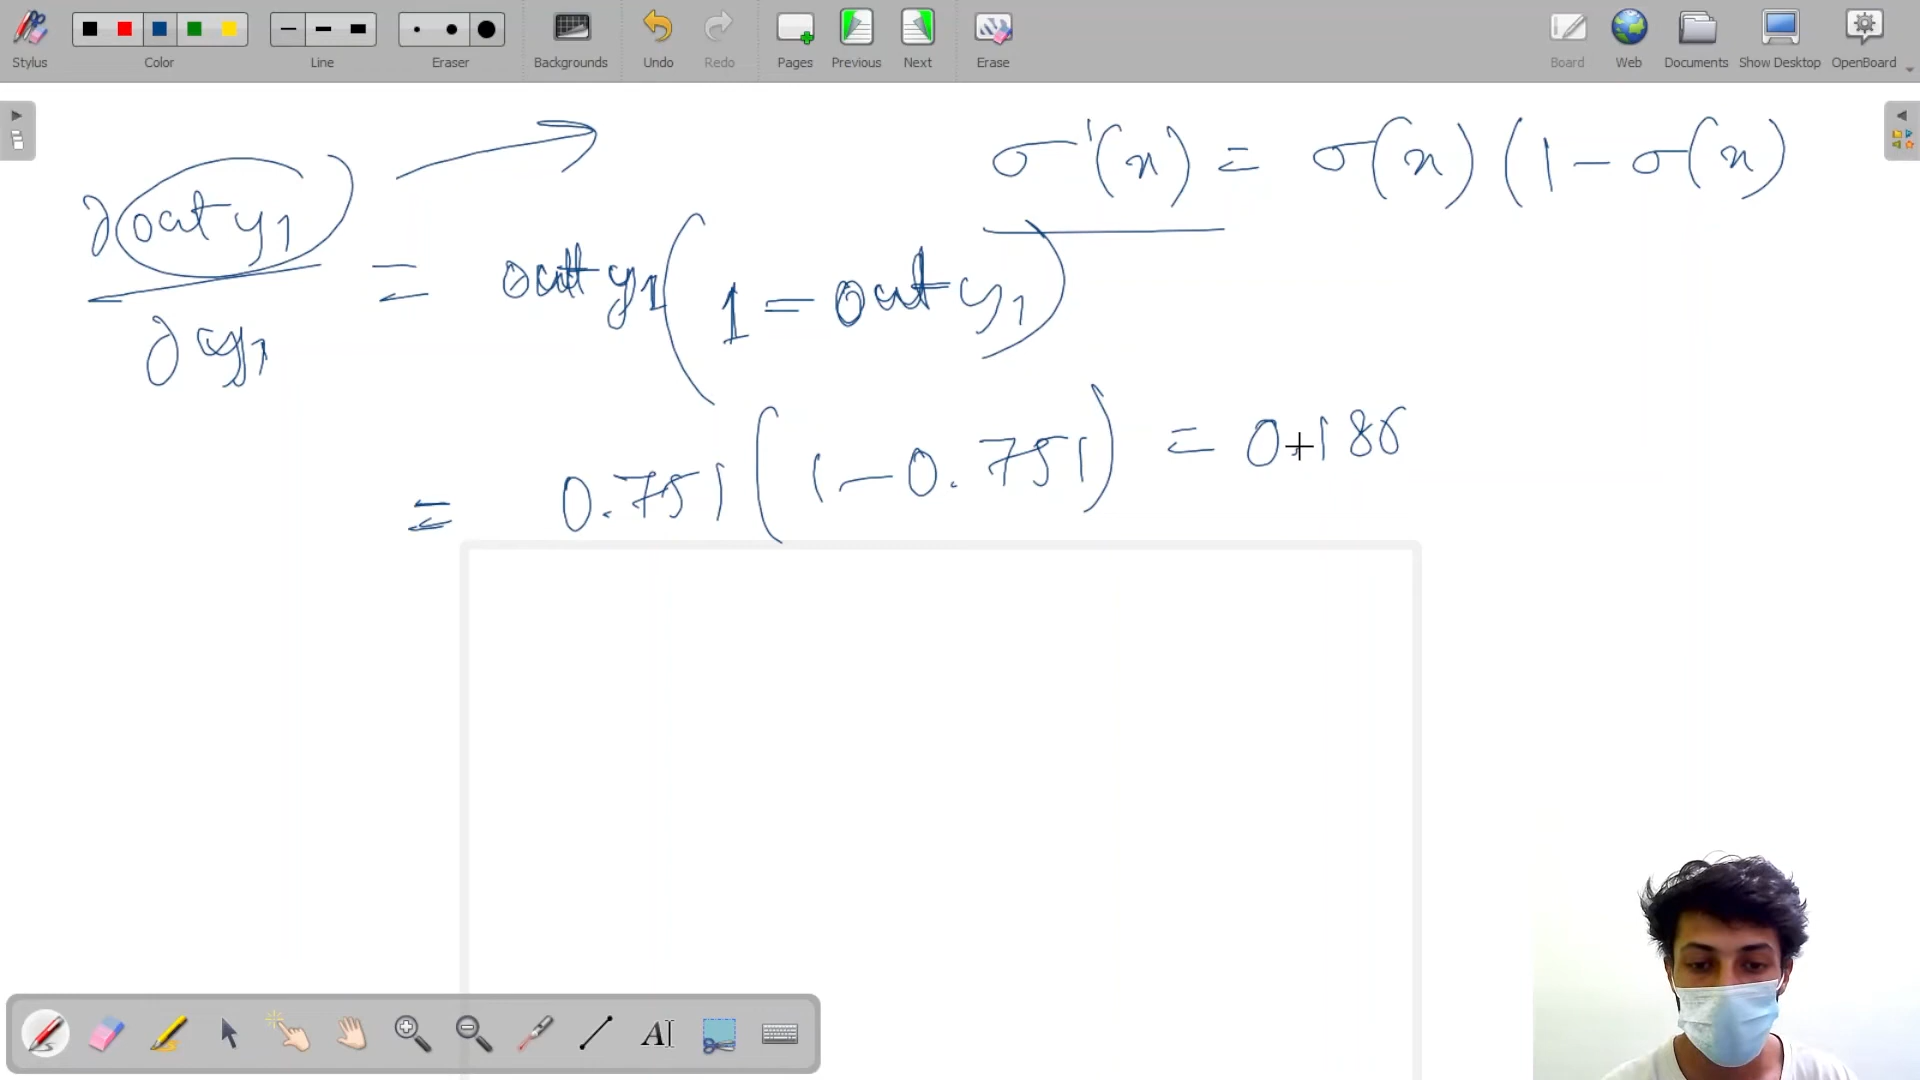 Stylus Color Line Eraser Backgrounds Undo Redo Pages Previous Next Erase Board Web Documents Show Desktop OpenBoard
σ'(x) = σ(x) (1 - σ(x)
∂out y1 / ∂y1 = out y1 (1 - out y1)
= 0.751 (1 - 0.751) = 0.186
AI